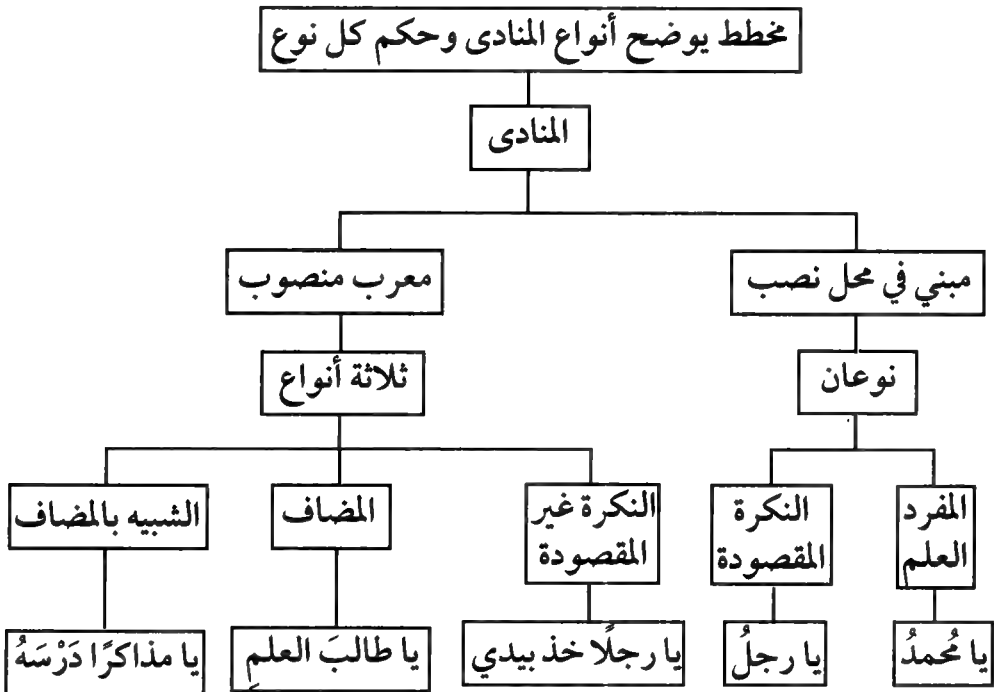 مخطط يوضح أنواع المنادى وحكم كل نوع
المنادى
مبني في محل نصب
معرب منصوب
نوعان
ثلاثة أنواع
المفرد
العلم
النكرة
المقصودة
النكرة غير
المقصودة
المضاف
الشبيه بالمضاف
يا مُحمدُ
يا رجلُ
يا رجلًا خذ بيدي
يا طالبَ العلمِ
يا مذاكرًا دَرْسَهُ